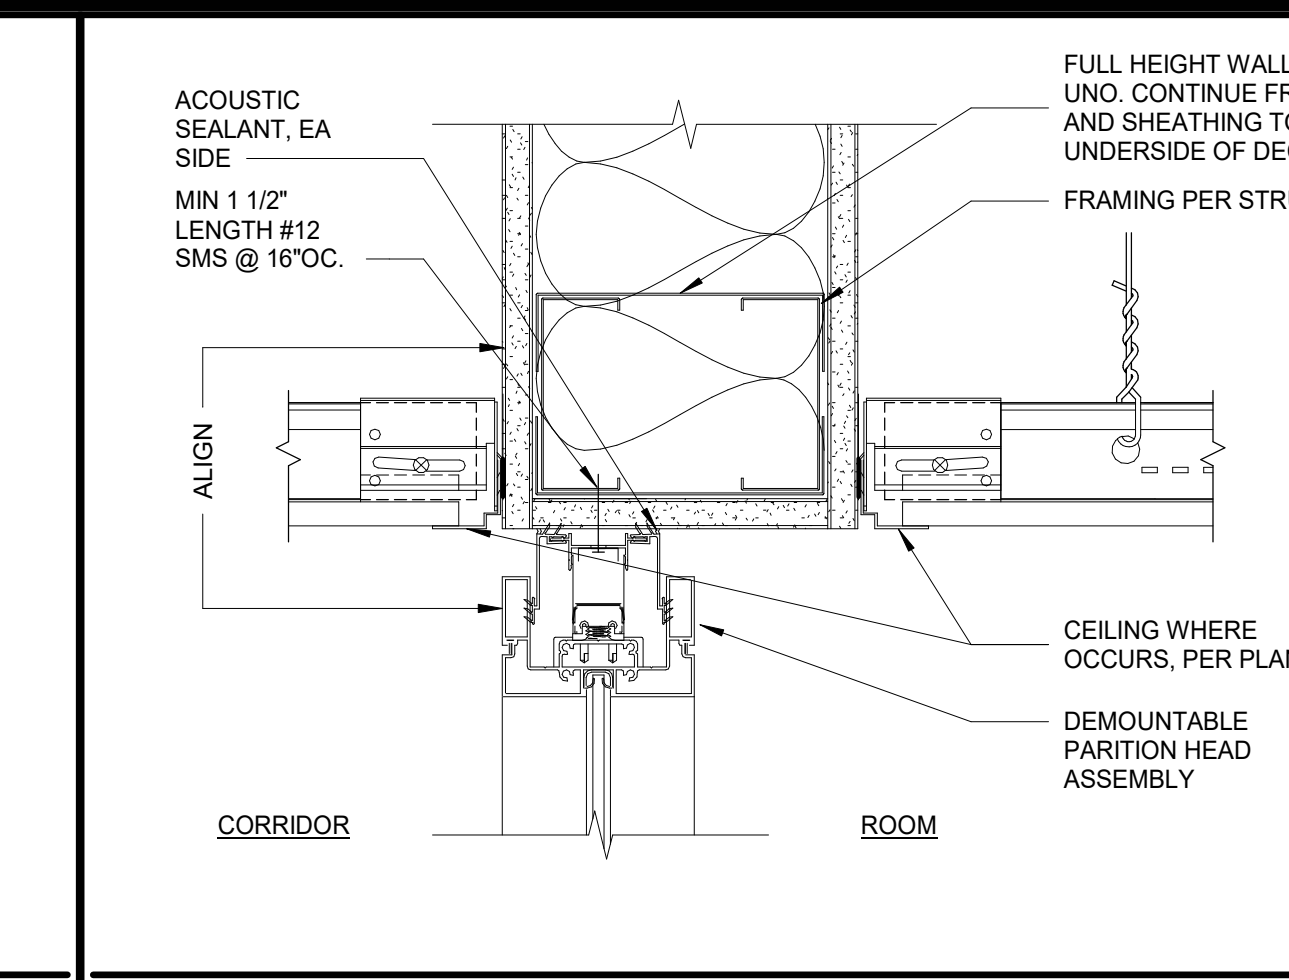 ACOUSTIC
SEALANT, EA
SIDE
MIN 1 1/2"
LENGTH #12
SMS @ 16"OC.
ALIGN
FULL HEIGHT WALL
UNO. CONTINUE
AND SHEATHING
UNDERSIDE OF
FRAMING PER
CEILING WHERE
OCCURS, PER
DEMOUNTABLE
PARITION HEAD
ASSEMBLY
CORRIDOR
ROOM